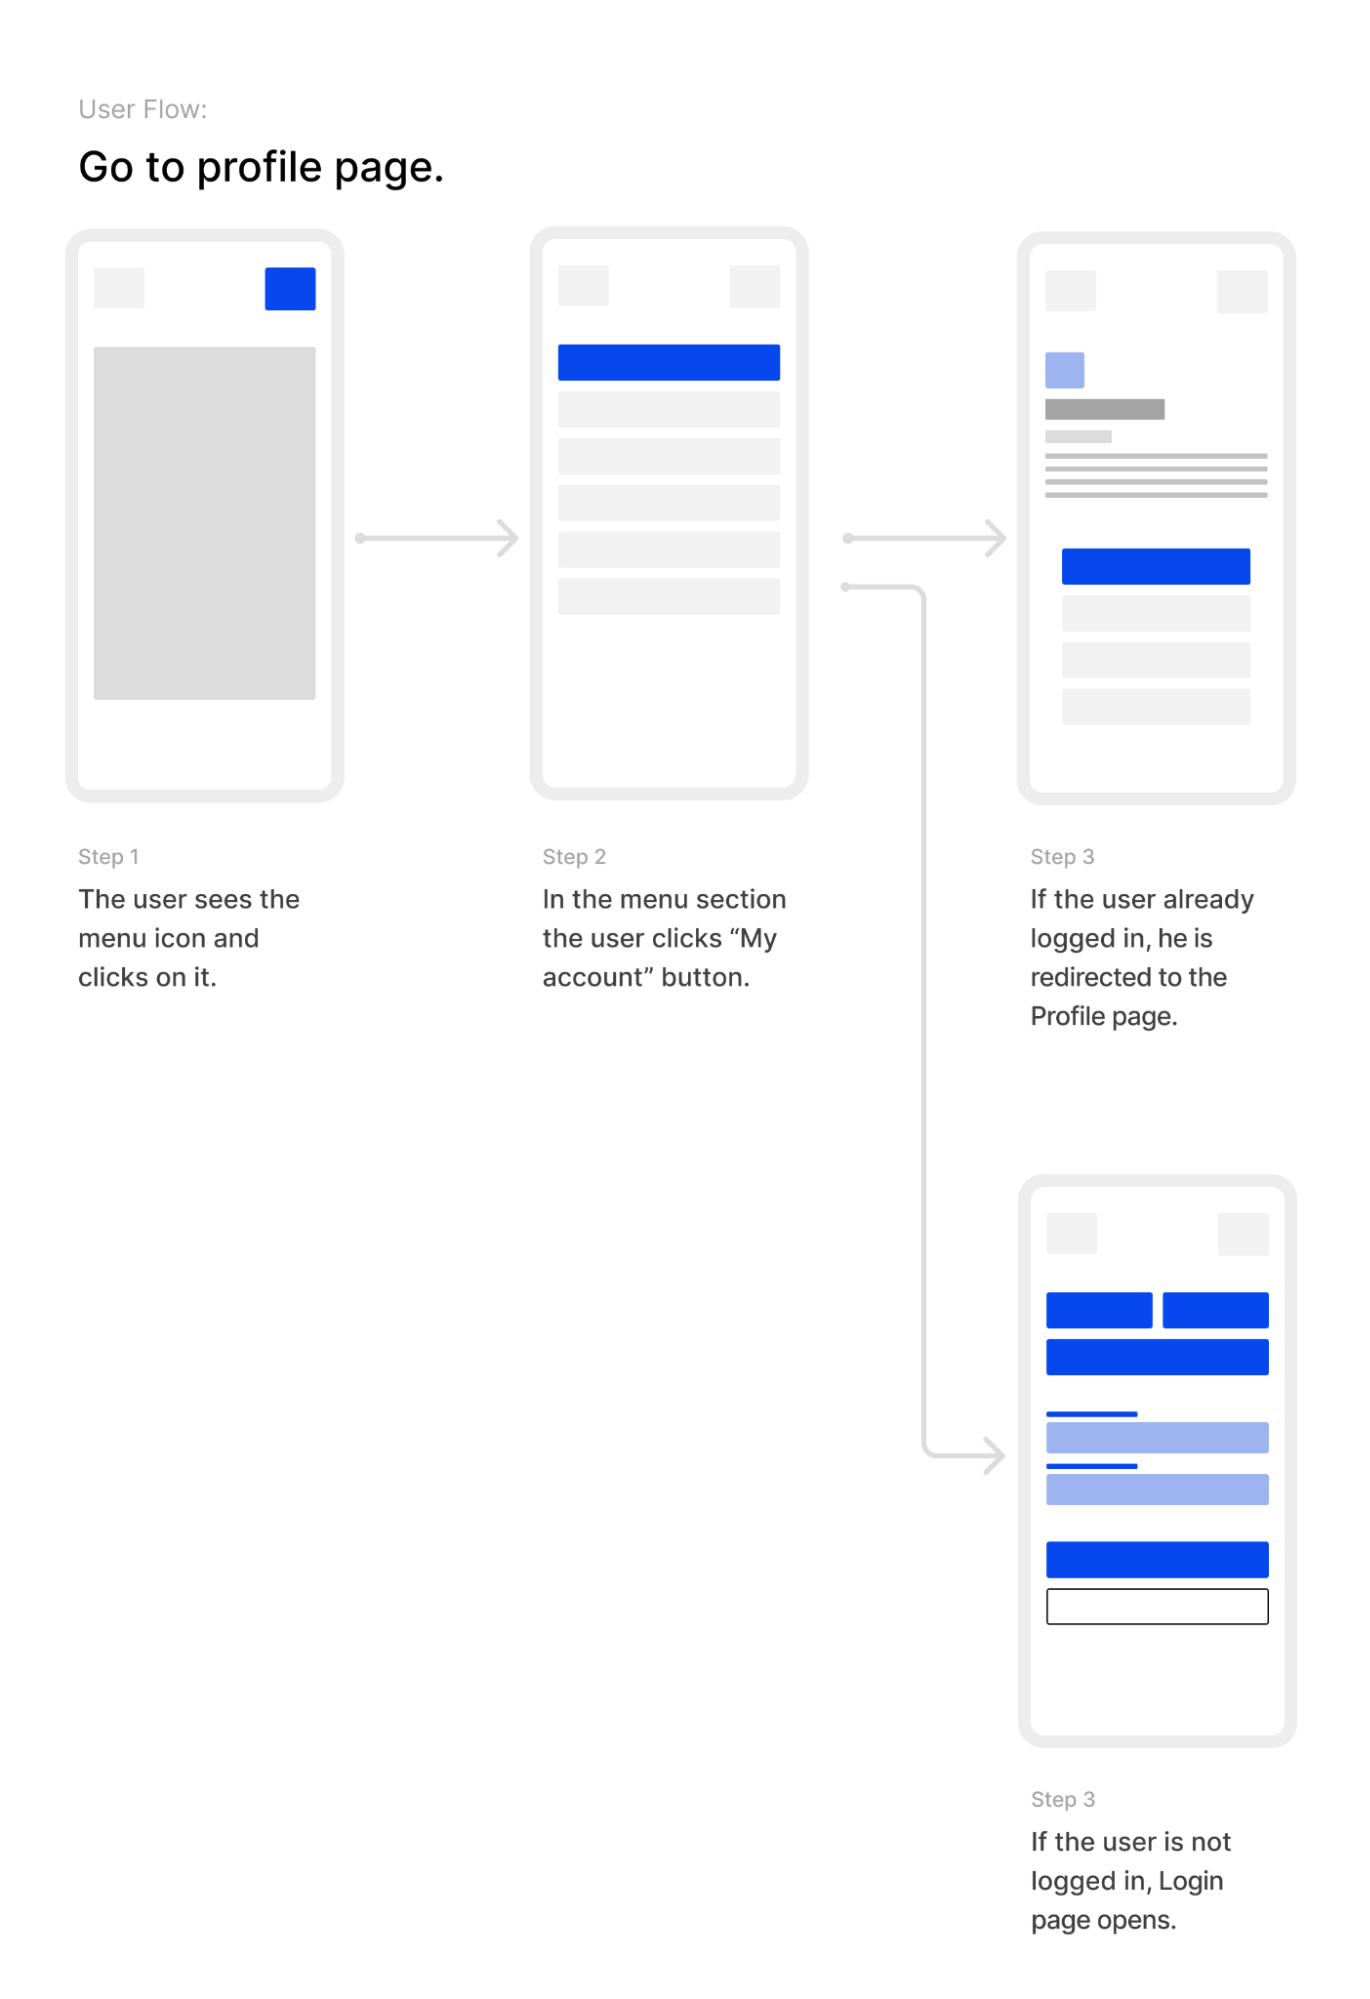 User Flow:
Go to profile page.
Step 1
The user sees the
menu icon and
clicks on it.
Step 2
In the menu section
the user clicks “My
account” button.
Step 3
If the user already
logged in, he is
redirected to the
Profile page.
Step 3
If the user is not
logged in, Login
page opens.